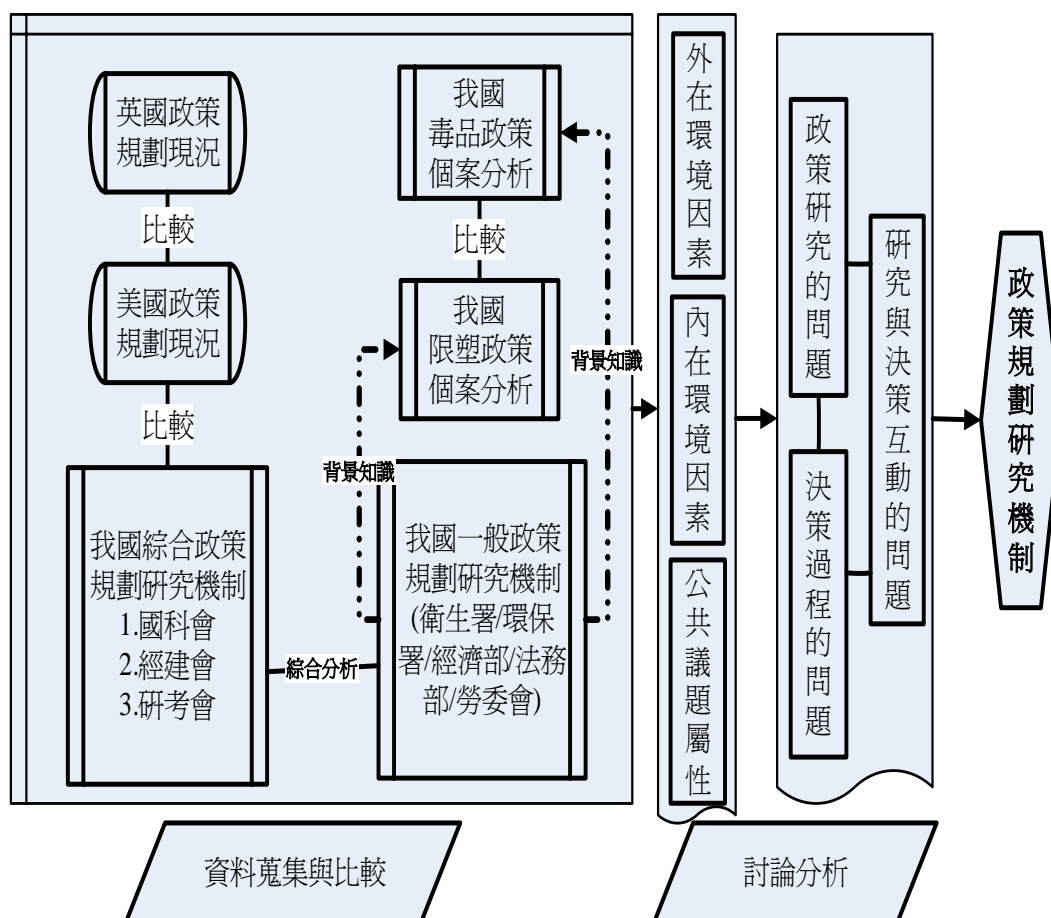 英國政策
規劃現況
比較
美國政策
規劃現況
比較
我國綜合政策
規劃研究機制
1.國科會
2.經建會
3.研考會
綜合分析
我國
毒品政策
個案分析
比較
我國
限塑政策
個案分析
背景知識
背景知識
我國一般政策
規劃研究機制
(衛生署/環保
署/經濟部/法務
部/勞委會)
外在環境因素
內在環境因素
公共議題屬性
政策研究的問題
決策過程的問題
研究與決策互動的問題
政策規劃研究機制
資料蒐集與比較
討論分析